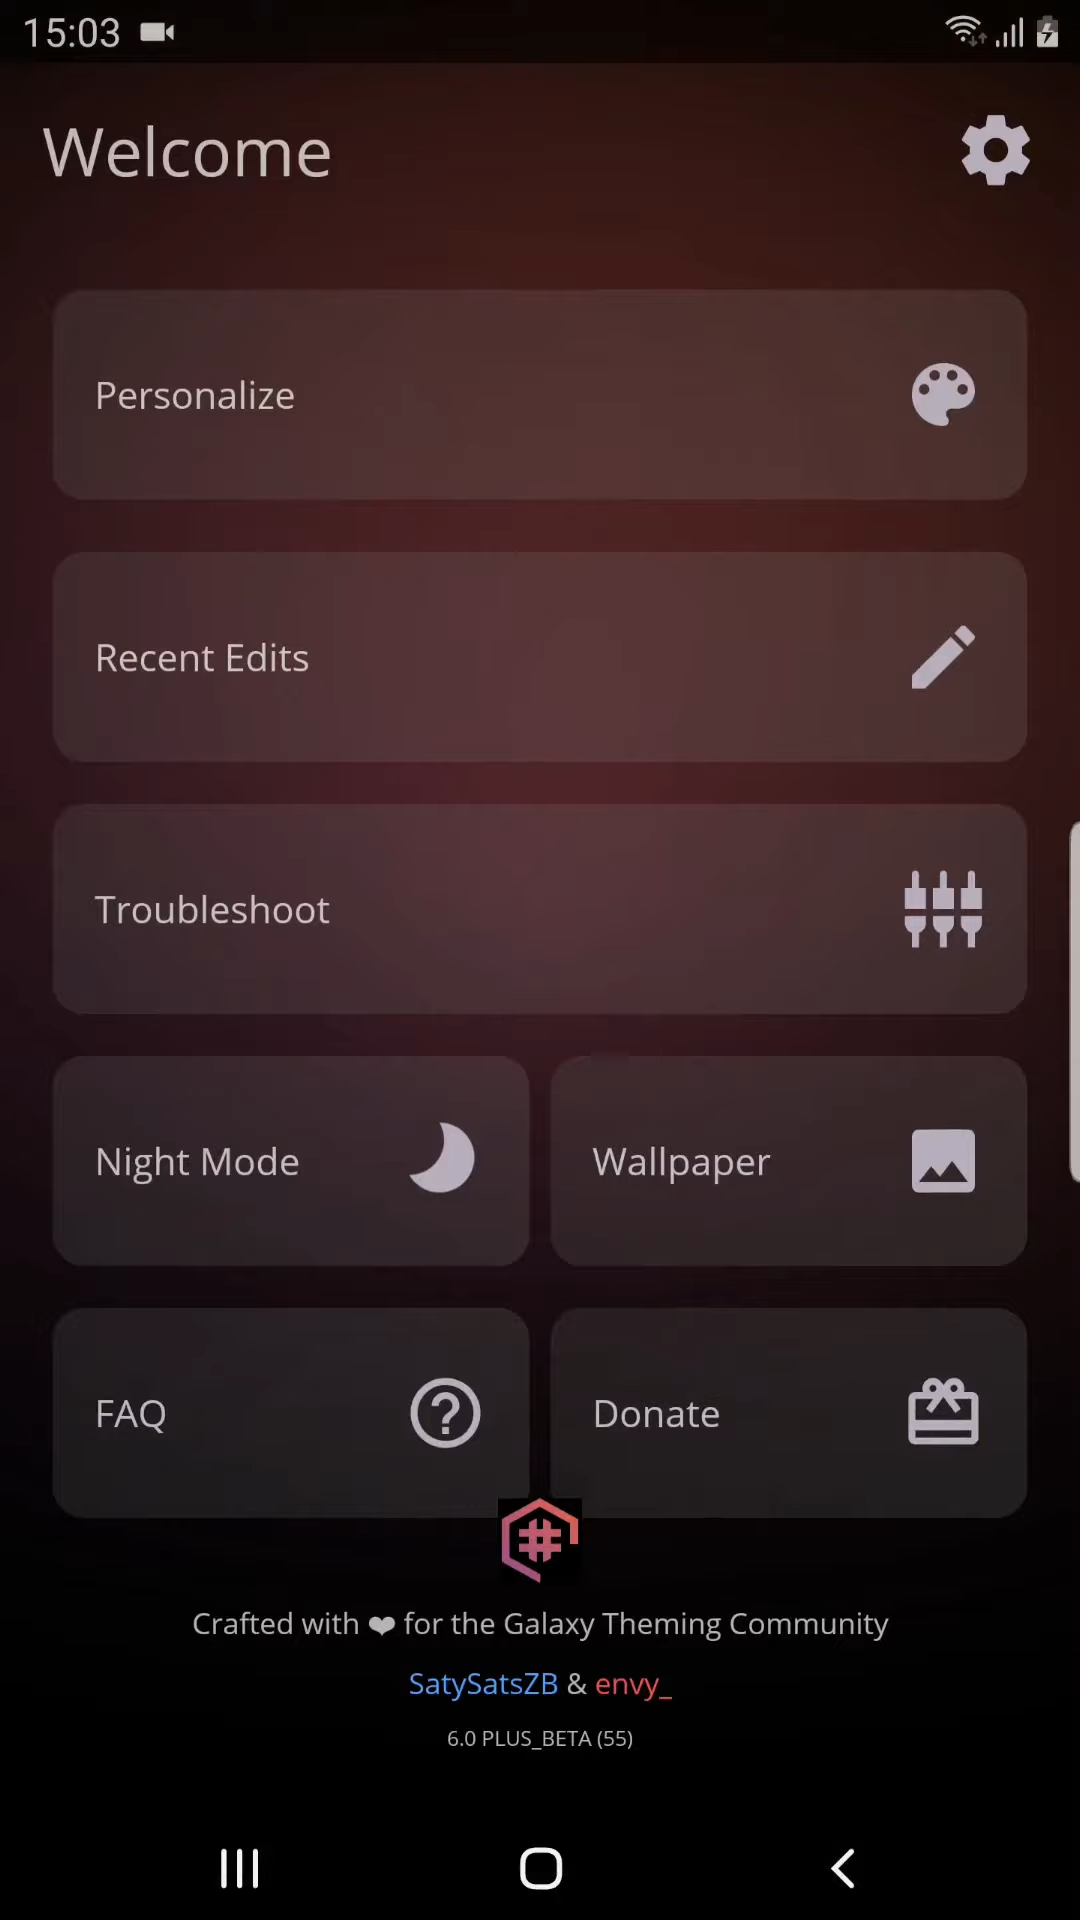 15:03
Welcome
Personalize
Recent Edits
Troubleshoot
Night Mode
Wallpaper
FAQ
Donate
Crafted with ❤ for the Galaxy Theming Community
SatySatsZB & envy_
6.0 PLUS_BETA (55)